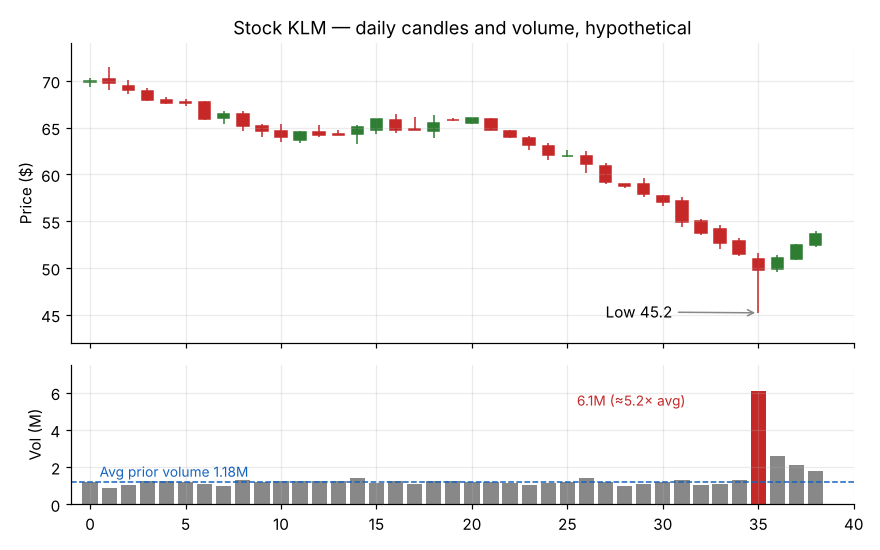 Stock KLM — daily candles and volume, hypothetical
Price ($)
70
65
60
55
50
45
Low 45.2
Vol (M)
6
4
2
0
6.1M (≈5.2× avg)
Avg prior volume 1.18M
0 5 10 15 20 25 30 35 40